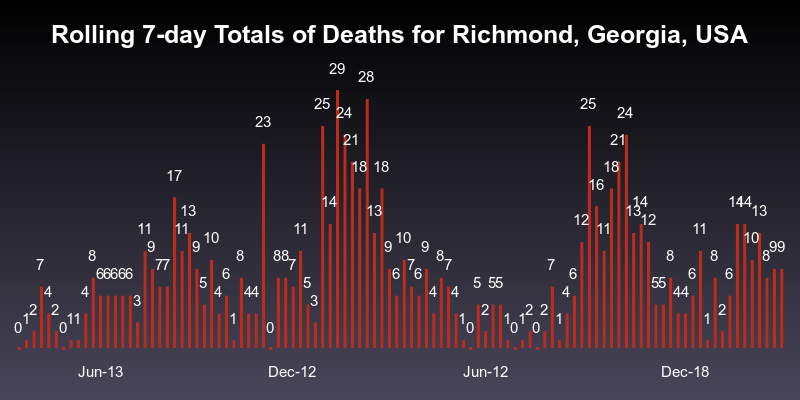 Rolling 7-day Totals of Deaths for Richmond, Georgia, USA
0 1 2 7 4 2 0 1 1 4 8 6 6 6 6 6 3 11 9 7 7 17 11 13 9 5 10 4 6 1 8 4 4 23 0 8 8 7 11 5 3 25 14 29 24 21 18 28 13 18 9 6 10 7 6 9 4 8 7 4 1 0 5 2 5 5 1 0 1 2 0 2 7 1 4 6 12 25 16 11 18 21 24 13 14 12 5 5 8 4 4 6 11 1 8 2 6 14 14 10 13 8 9 9
Jun-13 Dec-12 Jun-12 Dec-18